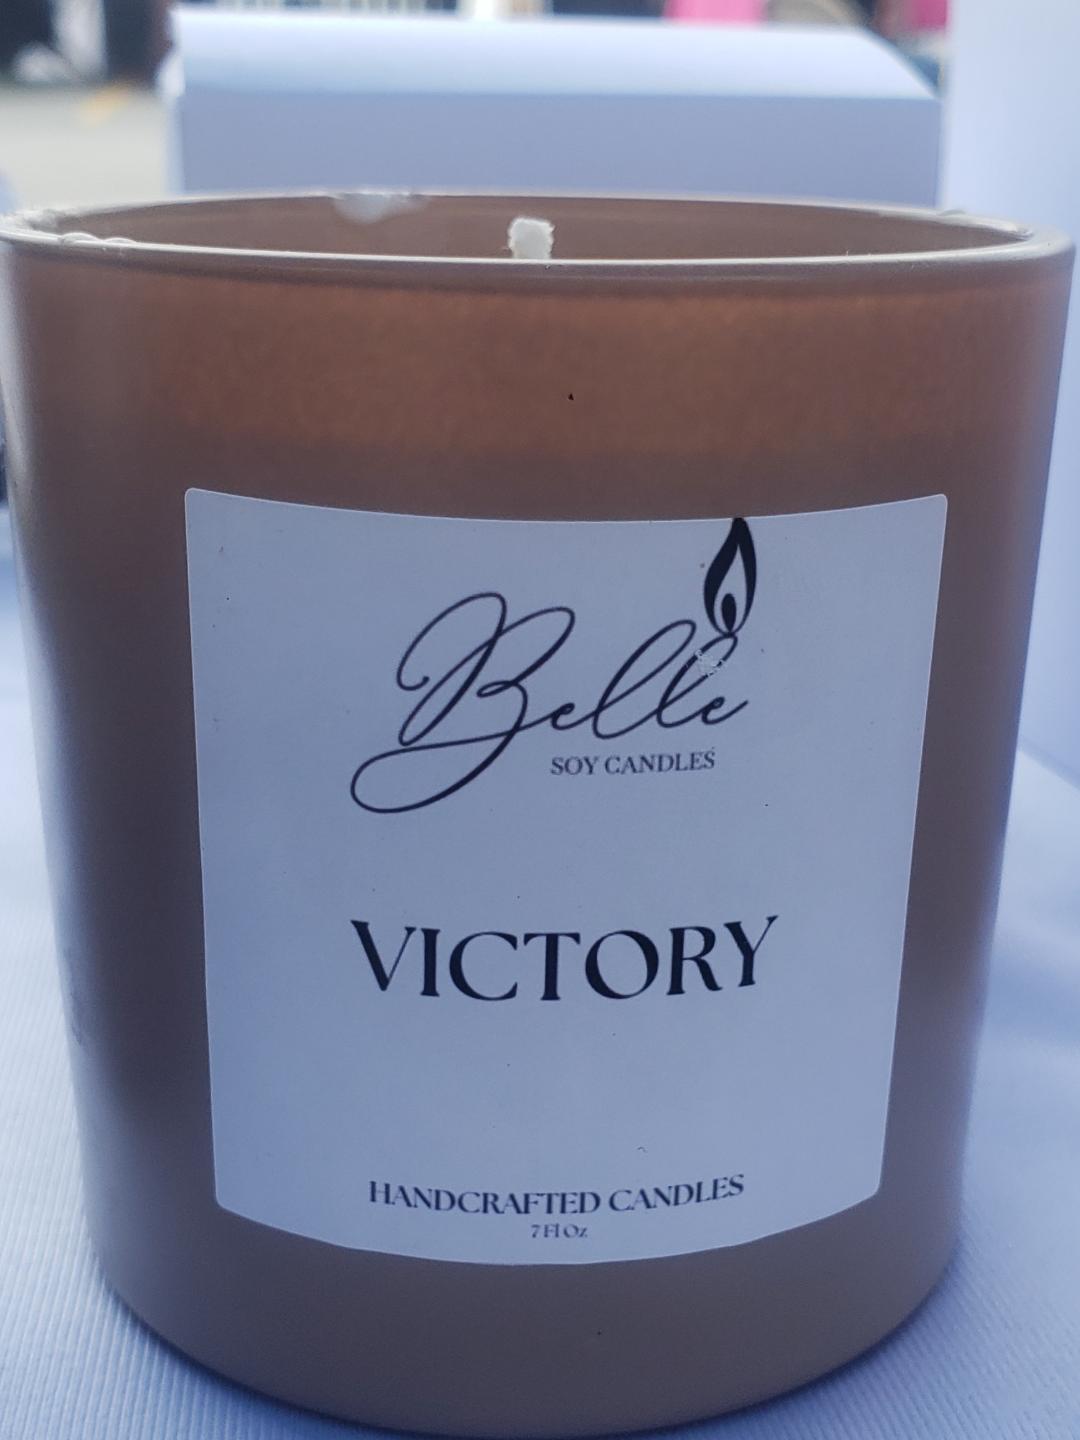 Belle
SOY CANDLES
VICTORY
HANDCRAFTED CANDLES
7 Fl Oz